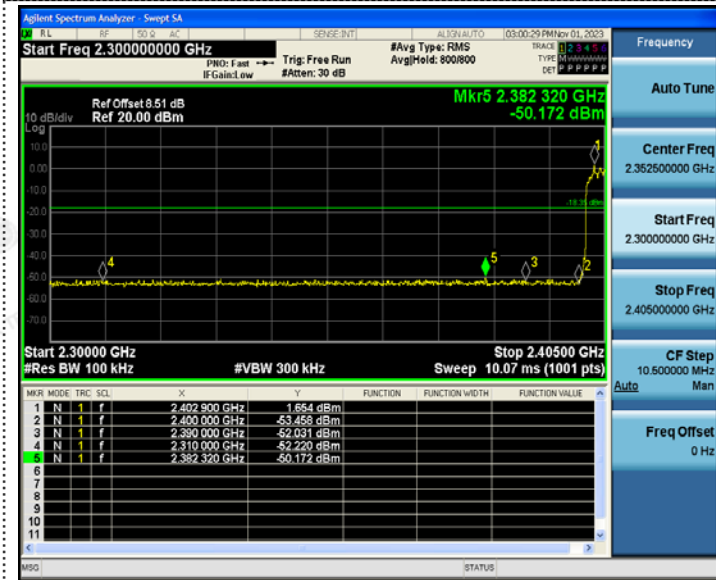 Agilent Spectrum Analyzer - Swept SA
RL RF 50 Ω AC SENSE:INT ALIGN AUTO 03:00:29 PM Nov 01, 2023
Start Freq 2.300000000 GHz
#Avg Type: RMS
TRACE 1 2 3 4 5 6
PNO: Fast Trig: Free Run
Avg|Hold: 800/800
TYPE M
IFGain:Low #Atten: 30 dB
DET P P P P P P
Mkr5 2.382 320 GHz
-50.172 dBm
Ref Offset 8.51 dB
10 dB/div Ref 20.00 dBm
Log
10.0
0.00
-10.0
-20.0
-30.0
-40.0
-50.0
-60.0
-70.0
-18.35 dBm
1
4
5
3
2
Start 2.30000 GHz Stop 2.40500 GHz
#Res BW 100 kHz #VBW 300 kHz Sweep 10.07 ms (1001 pts)
MKR MODE TRC SCL X Y FUNCTION FUNCTION WIDTH FUNCTION VALUE
1 N 1 f 2.402 900 GHz 1.654 dBm
2 N 1 f 2.400 000 GHz -53.458 dBm
3 N 1 f 2.390 000 GHz -52.031 dBm
4 N 1 f 2.310 000 GHz -52.220 dBm
5 N 1 f 2.382 320 GHz -50.172 dBm
6
7
8
9
10
11
MSG STATUS
Frequency
Auto Tune
Center Freq
2.352500000 GHz
Start Freq
2.300000000 GHz
Stop Freq
2.405000000 GHz
CF Step
10.500000 MHz
Auto Man
Freq Offset
0 Hz